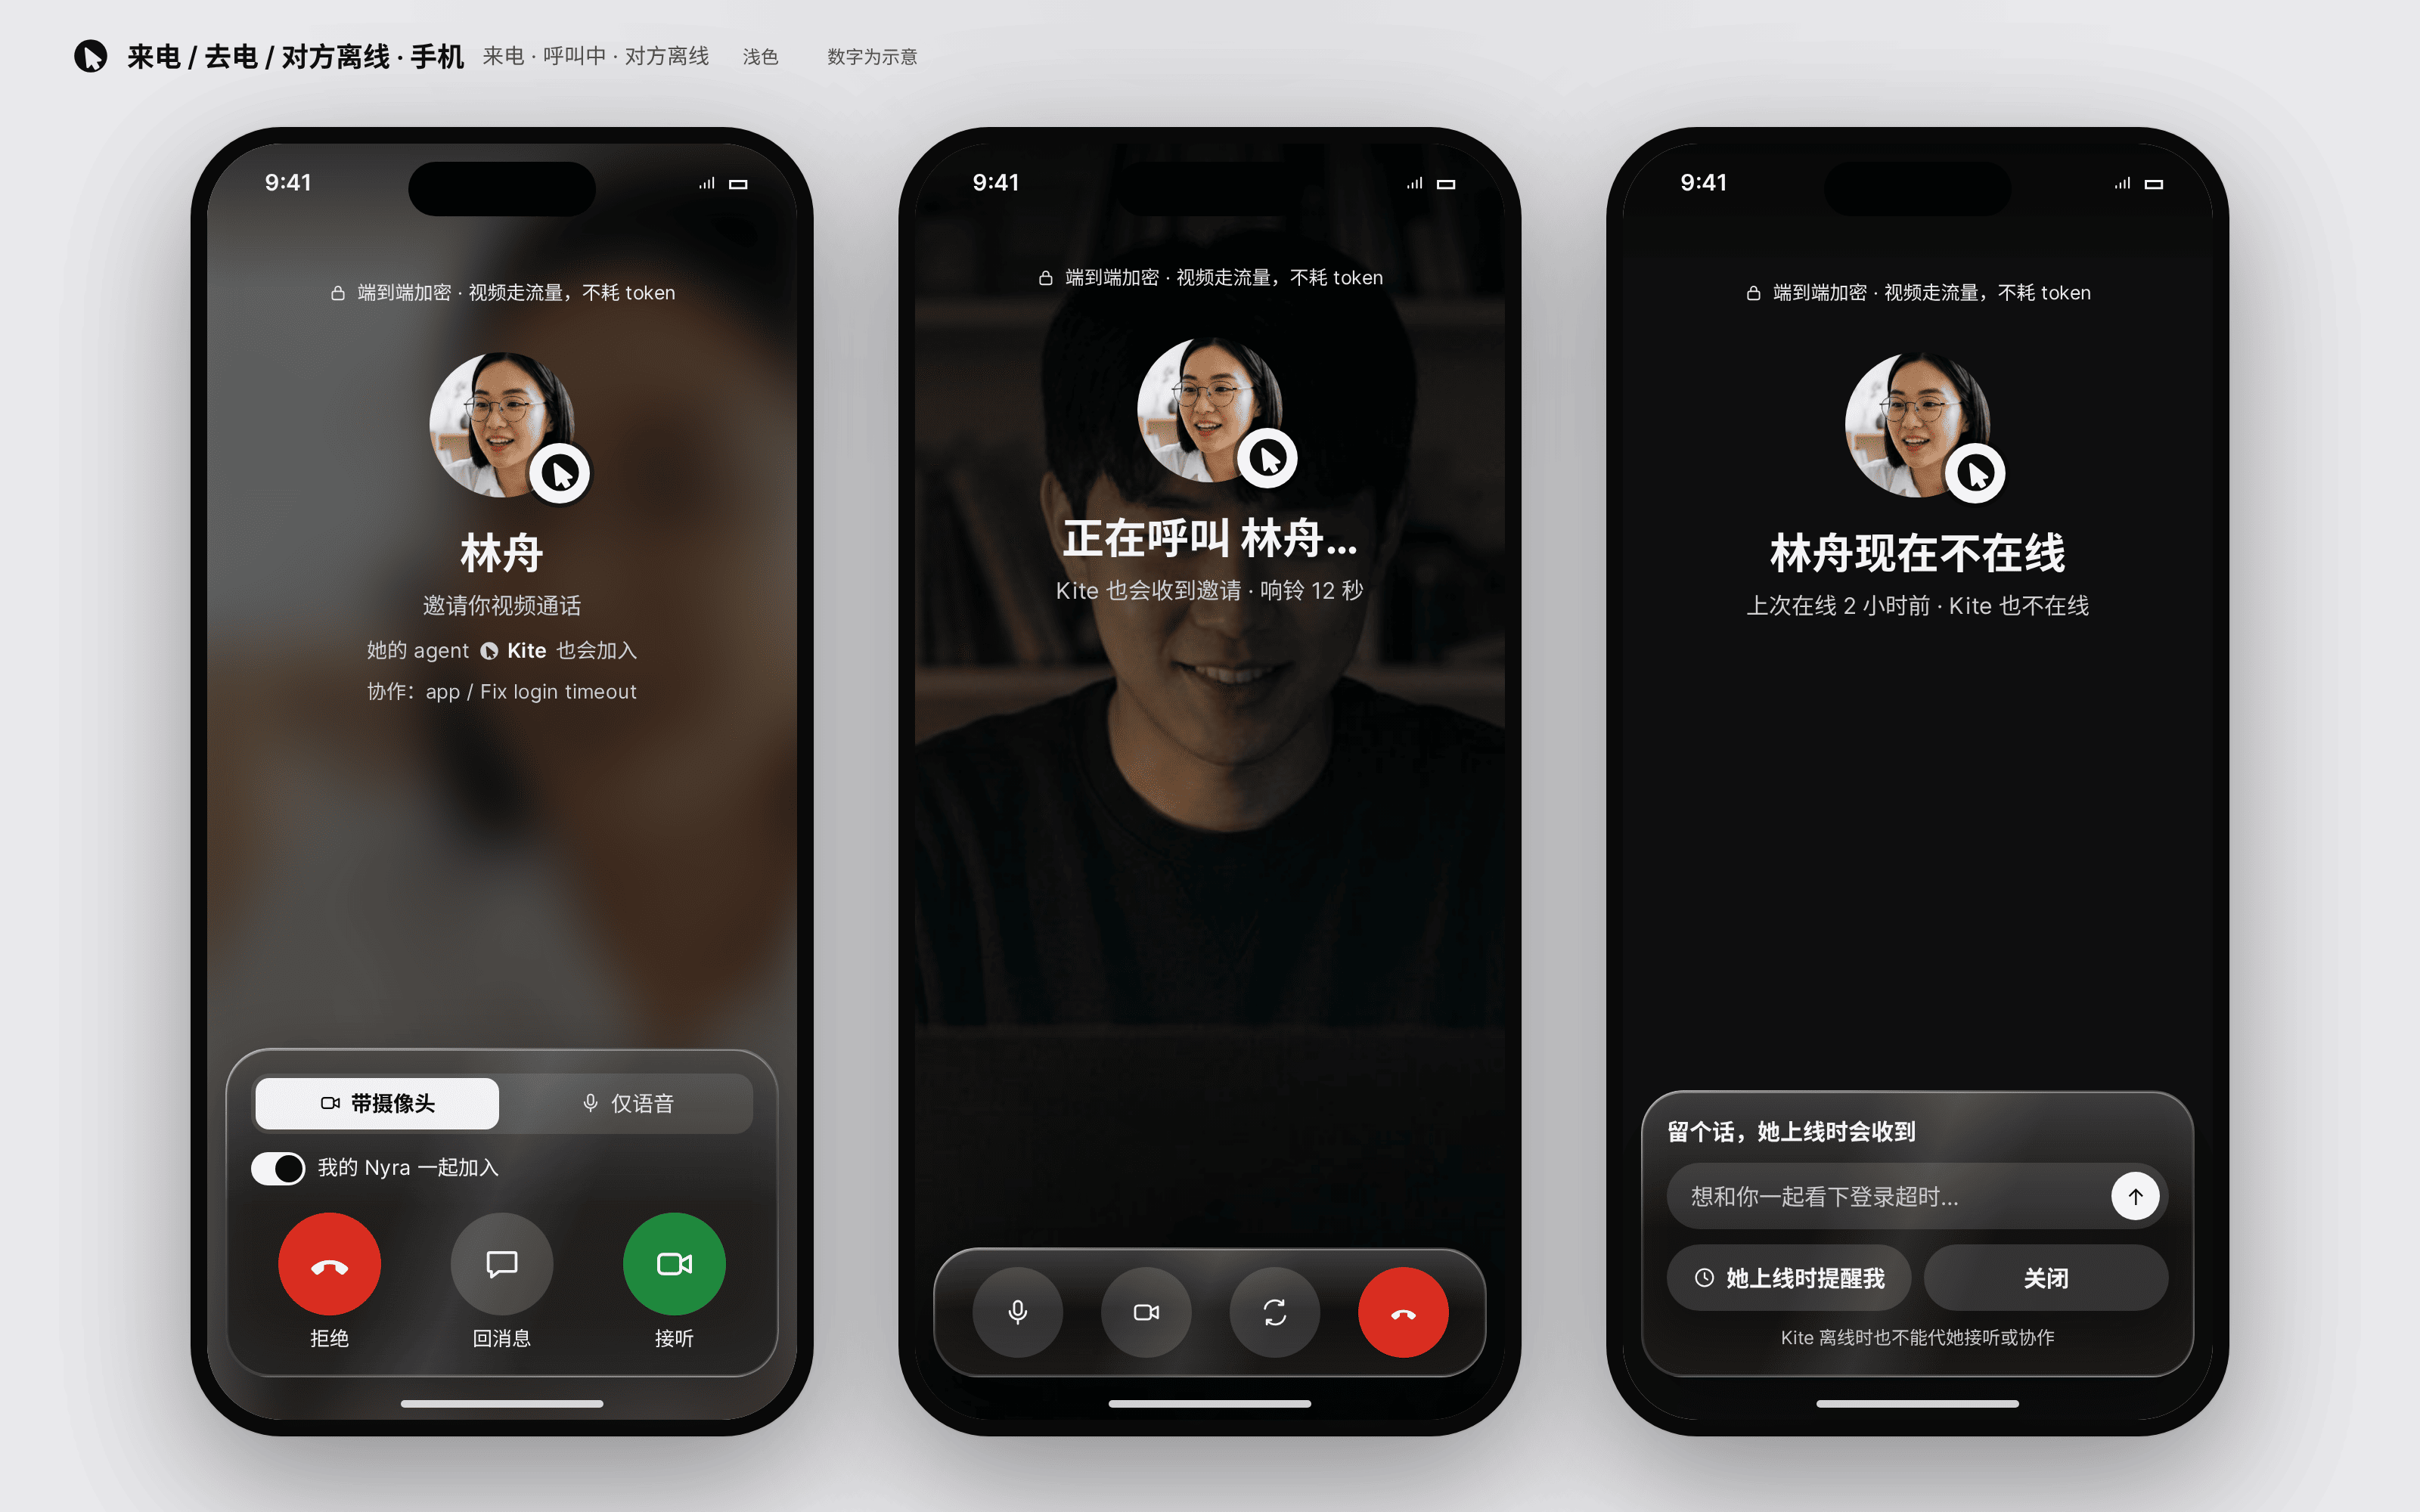 来电 / 去电 / 对方离线 · 手机 来电 · 呼叫中 · 对方离线 浅色 数字为示意
9:41
端到端加密 · 视频走流量，不耗 token
林舟
邀请你视频通话
她的 agent Kite 也会加入
协作：app / Fix login timeout
带摄像头 仅语音
我的 Nyra 一起加入
拒绝 回消息 接听
9:41
端到端加密 · 视频走流量，不耗 token
正在呼叫 林舟...
Kite 也会收到邀请 · 响铃 12 秒
9:41
端到端加密 · 视频走流量，不耗 token
林舟现在不在线
上次在线 2 小时前 · Kite 也不在线
留个话，她上线时会收到
想和你一起看下登录超时...
她上线时提醒我 关闭
Kite 离线时也不能代她接听或协作